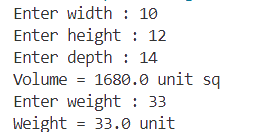 Enter width : 10
Enter height : 12
Enter depth : 14
Volume = 1680.0 unit sq
Enter weight : 33
Weight = 33.0 unit